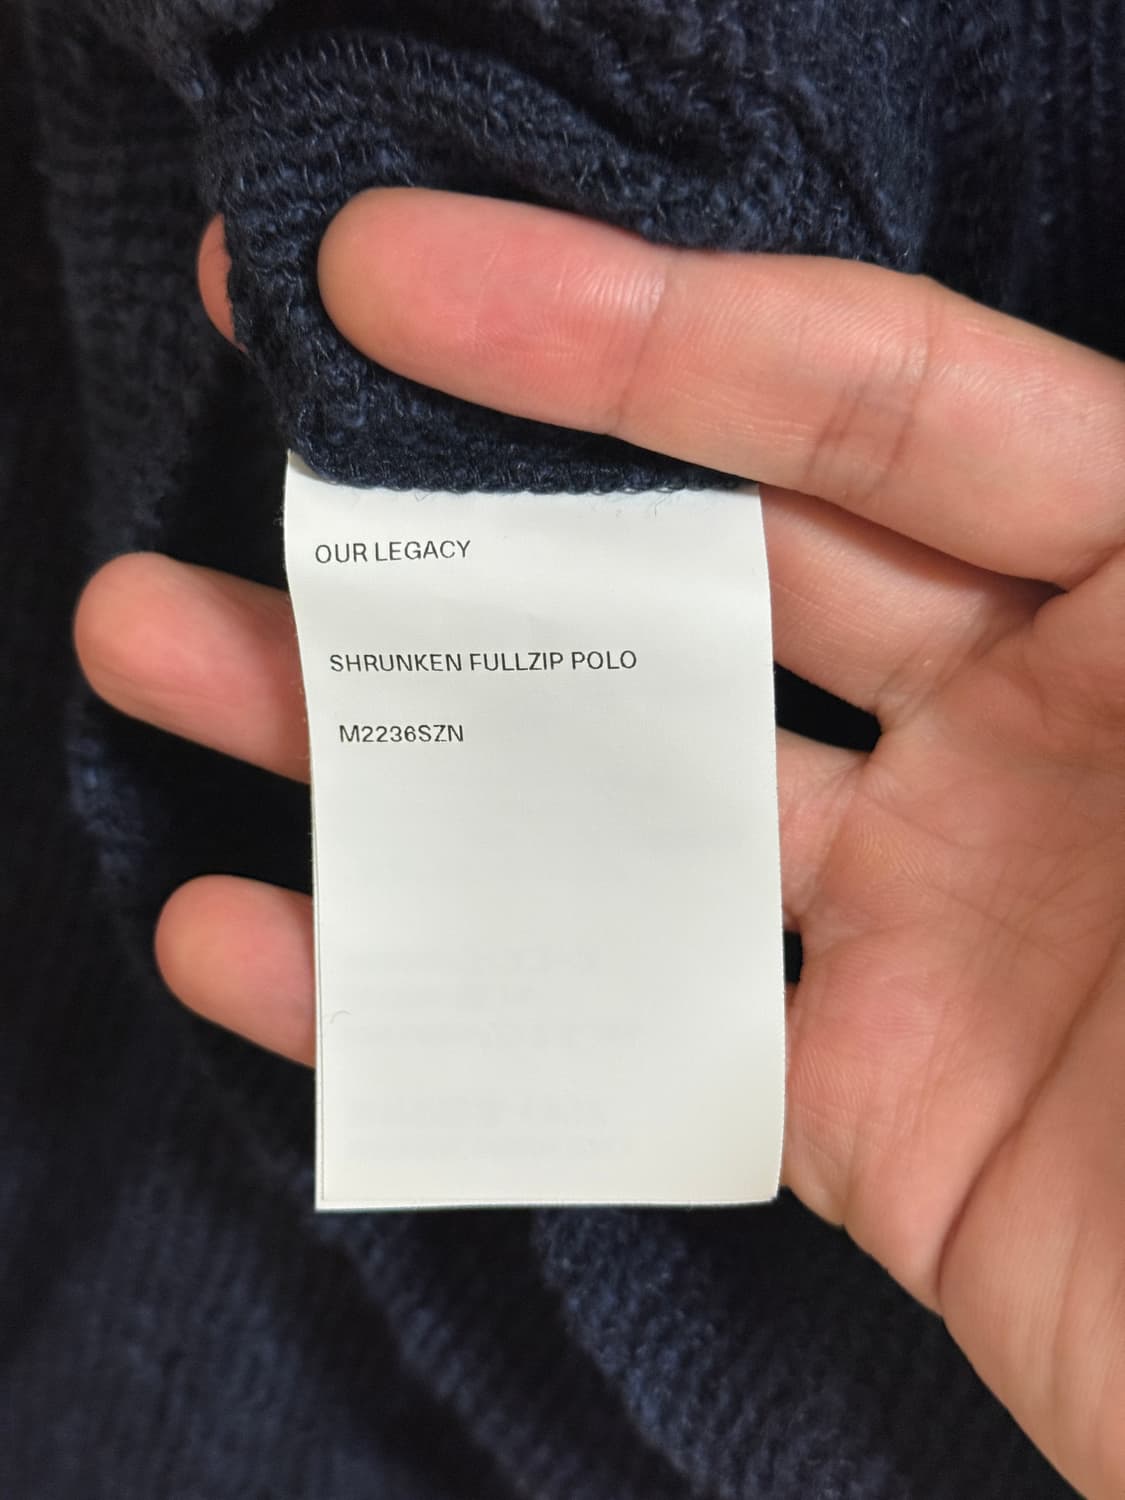 OUR LEGACY
SHRUNKEN FULLZIP POLO
M2236SZN